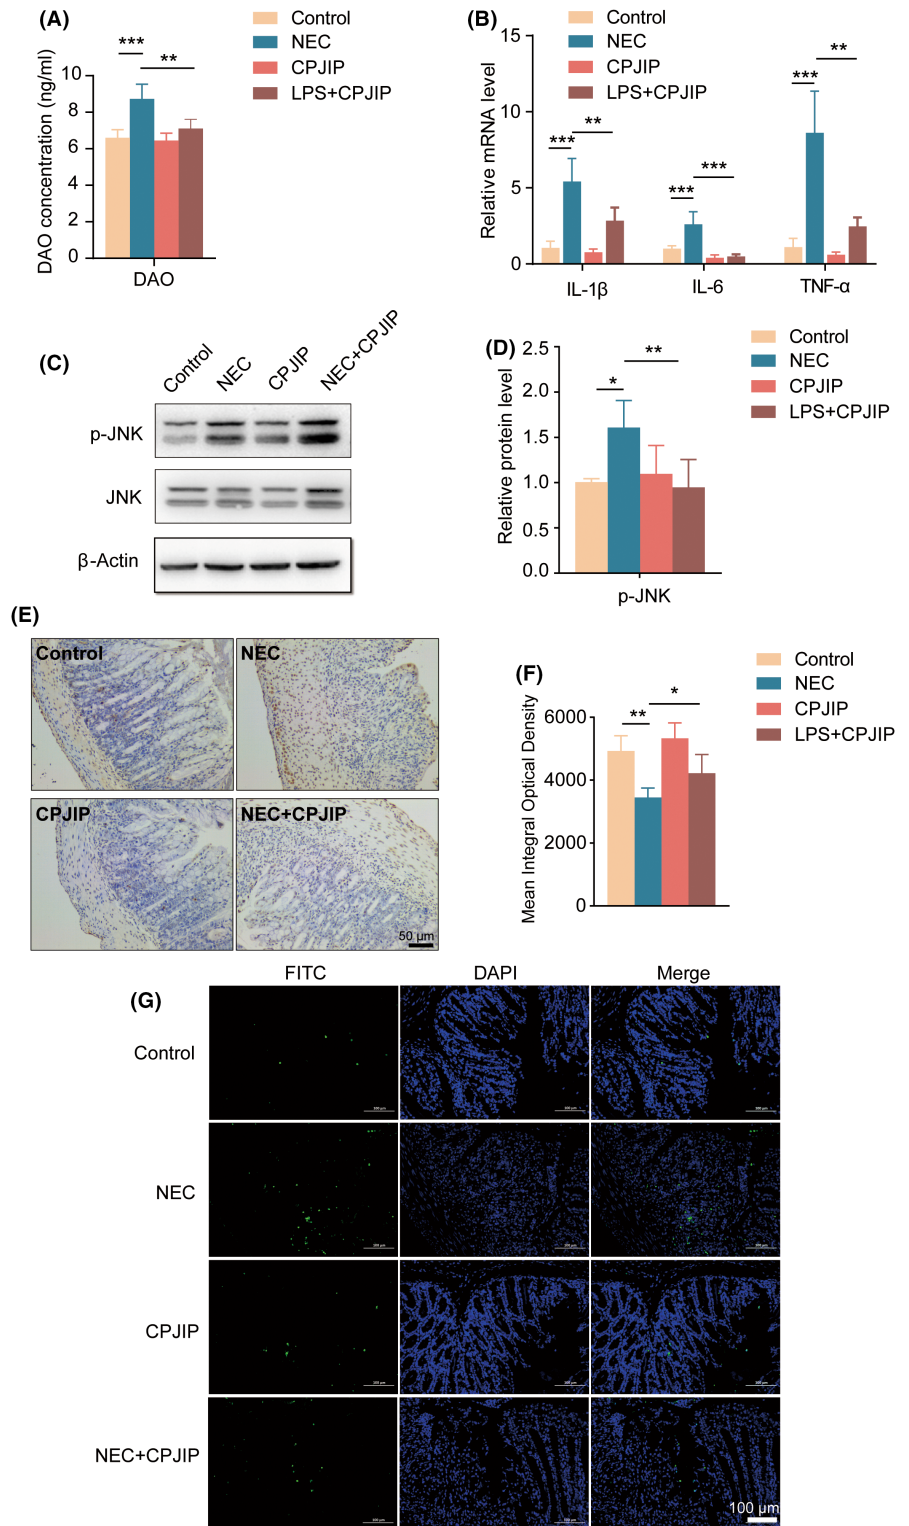 (A)
Control
NEC
CPJIP
LPS+CPJIP
***
**
DAO concentration (ng/ml)
10
8
6
4
2
0
DAO
(B)
Control
NEC
CPJIP
LPS+CPJIP
Relative mRNA level
15
10
5
0
***
**
***
***
***
**
IL-1β
IL-6
TNF-α
(C)
Control
NEC
CPJIP
NEC+CPJIP
p-JNK
JNK
β-Actin
(D)
Control
NEC
CPJIP
LPS+CPJIP
Relative protein level
2.5
2.0
1.5
1.0
0.5
0.0
*
**
p-JNK
(E)
Control
NEC
CPJIP
NEC+CPJIP
50 μm
(F)
Control
NEC
CPJIP
LPS+CPJIP
Mean Integral Optical Density
6000
4000
2000
0
**
*
(G)
FITC
DAPI
Merge
Control
NEC
CPJIP
NEC+CPJIP
100 μm